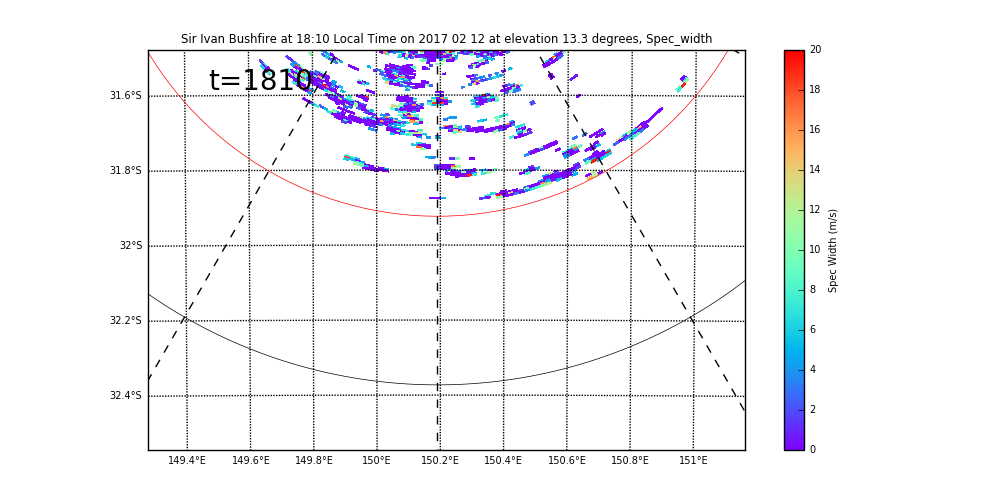 Sir Ivan Bushfire at 18:10 Local Time on 2017 02 12 at elevation 13.3 degrees, Spec_width
t=1810
31.6°S
31.8°S
32°S
32.2°S
32.4°S
149.4°E 149.6°E 149.8°E 150°E 150.2°E 150.4°E 150.6°E 150.8°E 151°E
20
18
16
14
12
10
8
6
4
2
0
Spec Width (m/s)